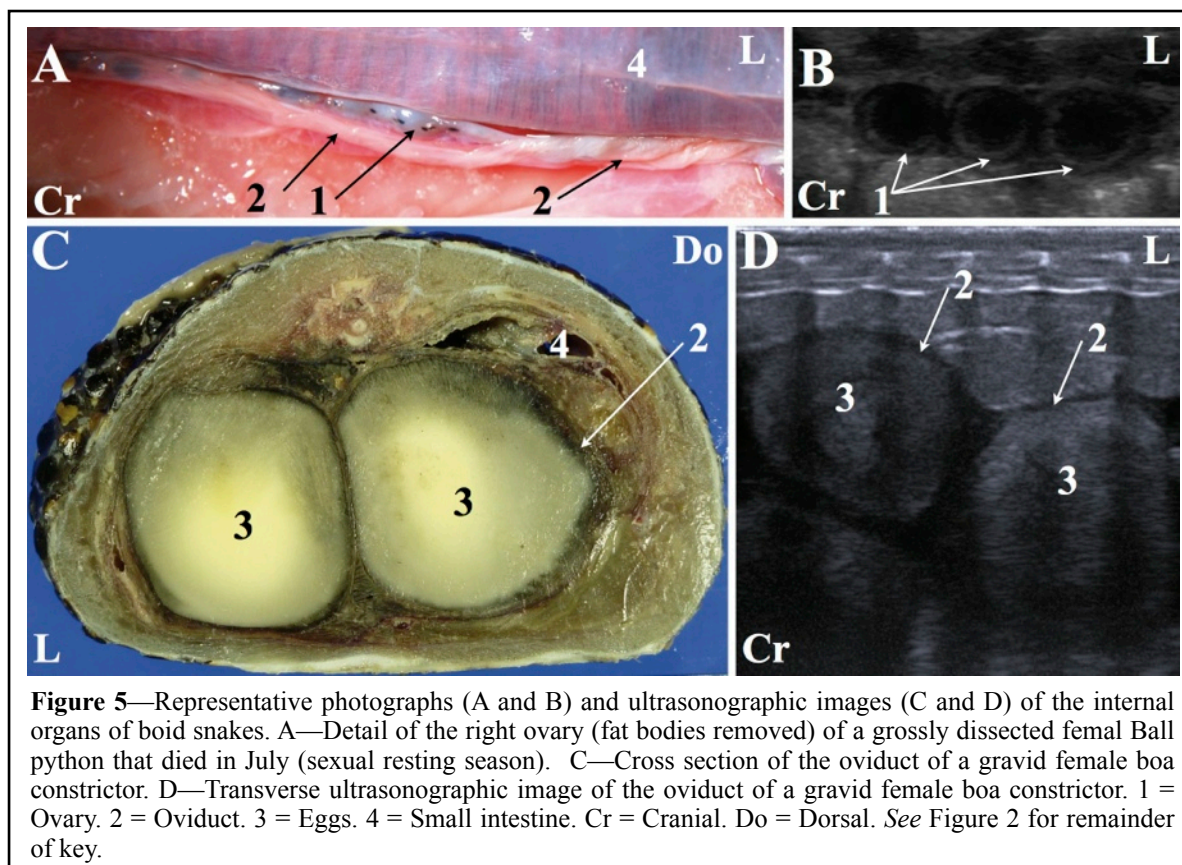 A
L
4
2
1
2
Cr
B
L
1
Cr
C
Do
4
2
3
3
L
D
L
2
2
3
3
Cr
Figure 5—Representative photographs (A and B) and ultrasonographic images (C and D) of the internal
organs of boid snakes. A—Detail of the right ovary (fat bodies removed) of a grossly dissected femal Ball
python that died in July (sexual resting season). C—Cross section of the oviduct of a gravid female boa
constrictor. D—Transverse ultrasonographic image of the oviduct of a gravid female boa constrictor. 1 =
Ovary. 2 = Oviduct. 3 = Eggs. 4 = Small intestine. Cr = Cranial. Do = Dorsal. See Figure 2 for remainder
of key.